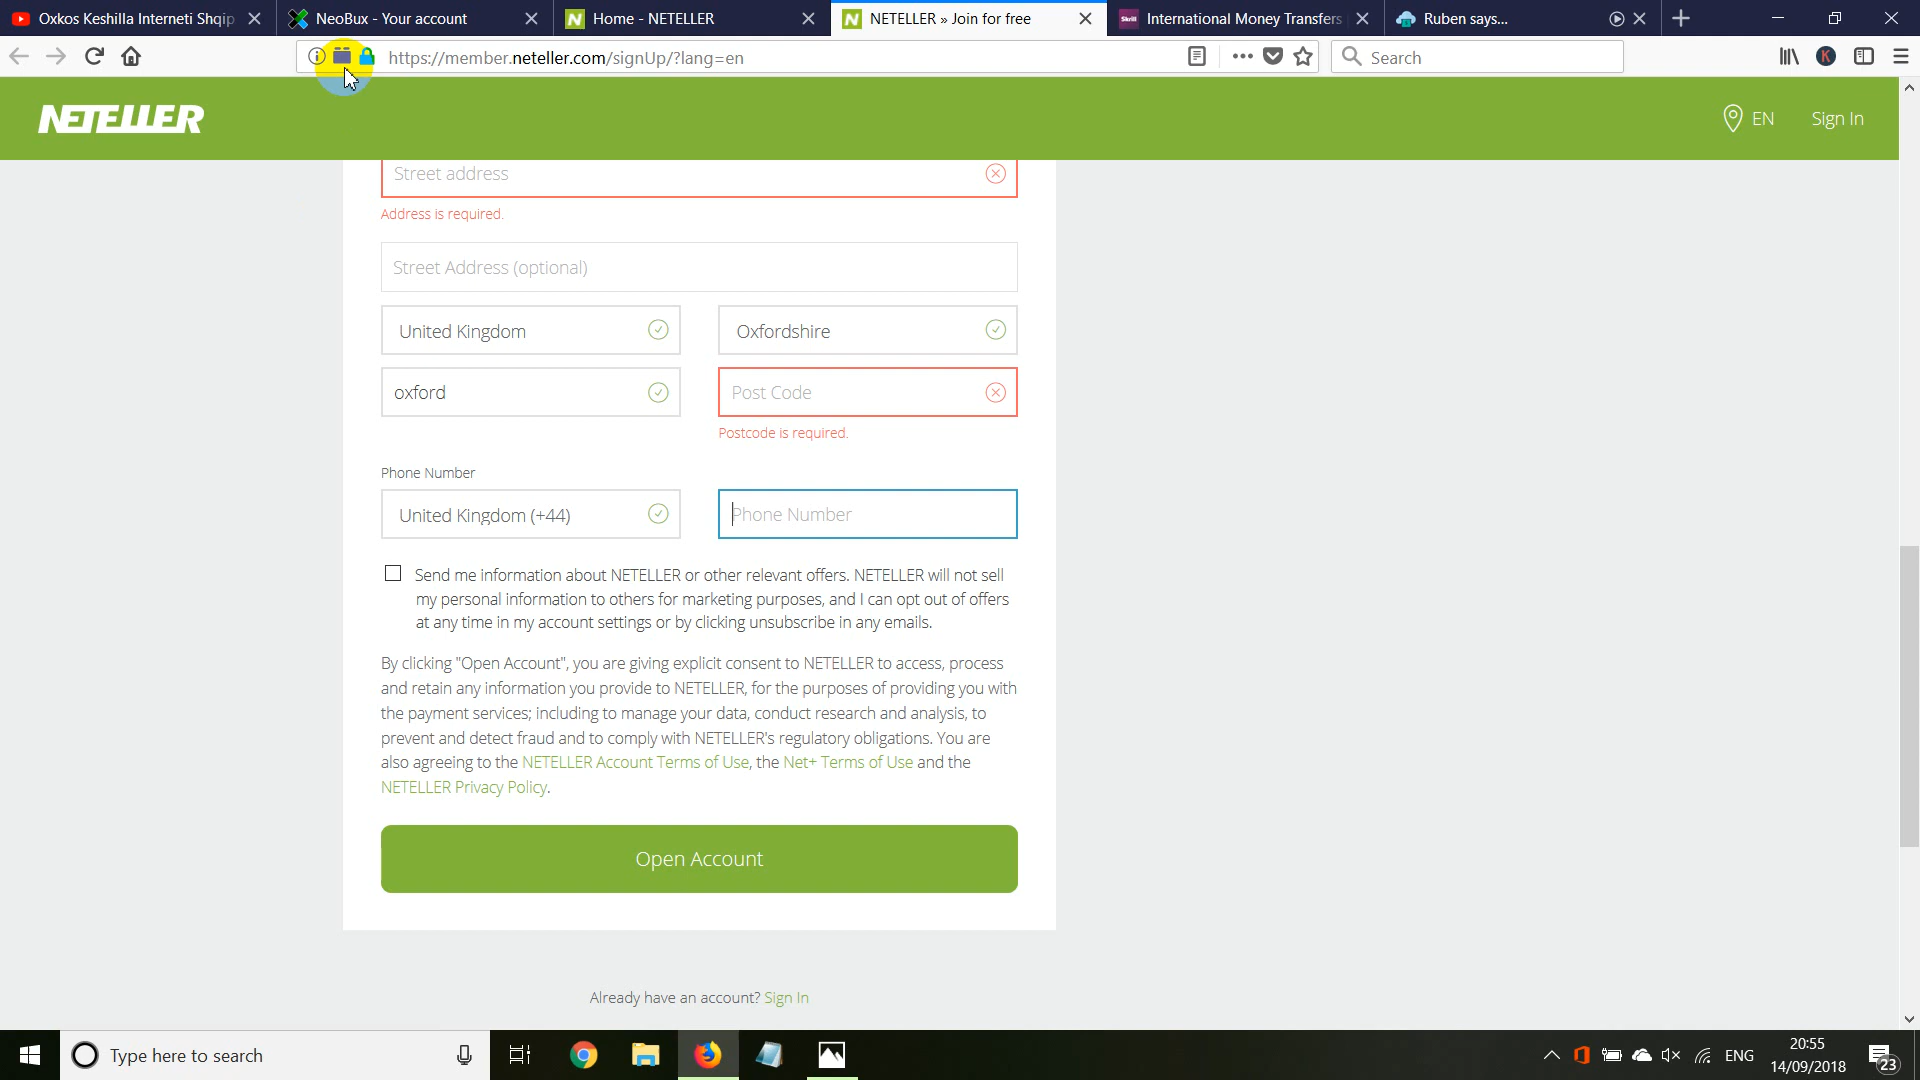 Oxkos Keshilla Interneti Shqip
NeoBux - Your account
Home - NETELLER
NETELLER » Join for free
Skrill
International Money Transfers
Ruben says...
https://member.neteller.com/signUp/?lang=en
Search
K
NETELLER
EN
Sign In
Street address
Address is required.
Street Address (optional)
United Kingdom
Oxfordshire
oxford
Post Code
Postcode is required.
Phone Number
United Kingdom (+44)
Phone Number
Send me information about NETELLER or other relevant offers. NETELLER will not sell
my personal information to others for marketing purposes, and I can opt out of offers
at any time in my account settings or by clicking unsubscribe in any emails.
By clicking "Open Account", you are giving explicit consent to NETELLER to access, process
and retain any information you provide to NETELLER, for the purposes of providing you with
the payment services; including to manage your data, conduct research and analysis, to
prevent and detect fraud and to comply with NETELLER's regulatory obligations. You are
also agreeing to the NETELLER Account Terms of Use, the Net+ Terms of Use and the
NETELLER Privacy Policy.
Open Account
Already have an account? Sign In
Type here to search
ENG
20:55
14/09/2018
23